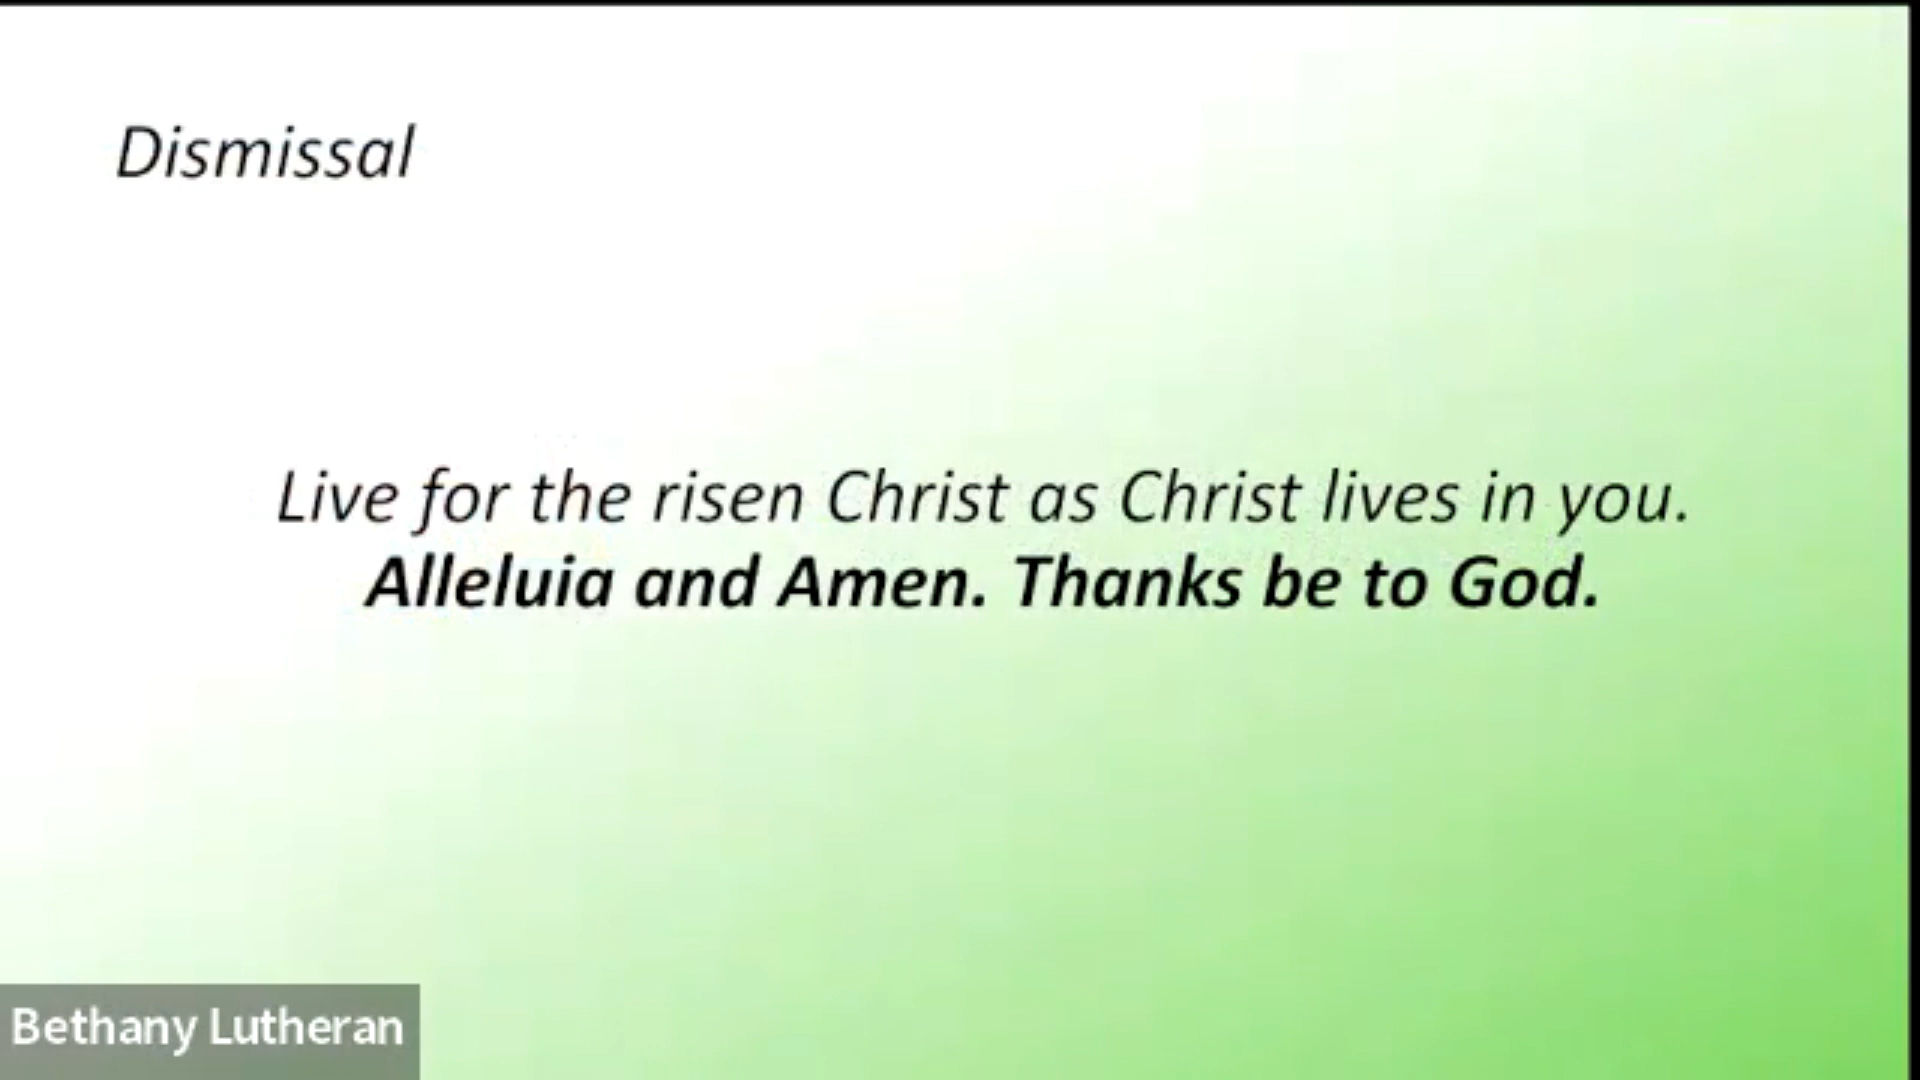 Dismissal
Live for the risen Christ as Christ lives in you.
Alleluia and Amen. Thanks be to God.
Bethany Lutheran